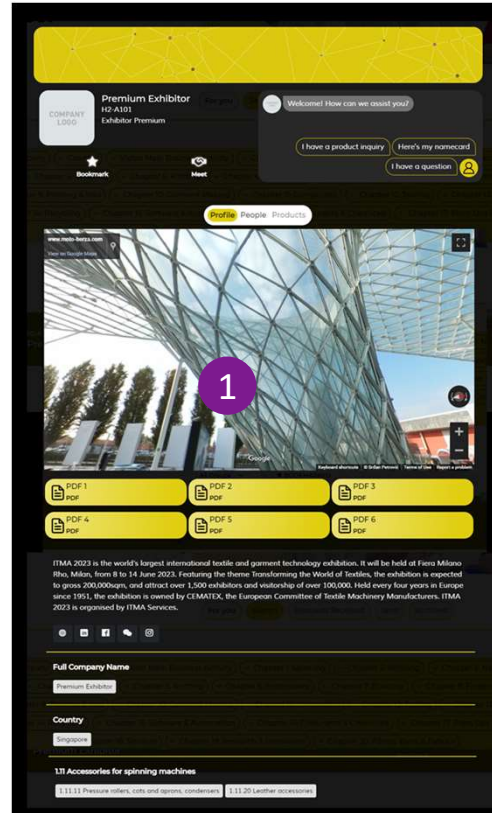 COMPANY
LOGO
Premium Exhibitor
H2-A101
Exhibitor Premium
Welcome! How can we assist you?
I have a product inquiry
Here's my namecard
I have a question
Bookmark
Meet
Profile People Products
www.moto-berza.com
View on Google Maps
1
Google
Keyboard shortcuts © Srđan Petrović Terms of Use Report a problem
PDF 1
PDF
PDF 2
PDF
PDF 3
PDF
PDF 4
PDF
PDF 5
PDF
PDF 6
PDF
ITMA 2023 is the world's largest international textile and garment technology exhibition. It will be held at Fiera Milano
Rho, Milan, from 8 to 14 June 2023. Featuring the theme Transforming the World of Textiles, the exhibition is expected
to gross 200,000sqm, and attract over 1,500 exhibitors and visitorship of over 100,000. Held every four years in Europe
since 1951, the exhibition is owned by CEMATEX, the European Committee of Textile Machinery Manufacturers. ITMA
2023 is organised by ITMA Services.
Full Company Name
Premium Exhibitor
Country
Singapore
1.11 Accessories for spinning machines
1.11.11 Pressure rollers, cots and aprons, condensers
1.11.20 Leather accessories